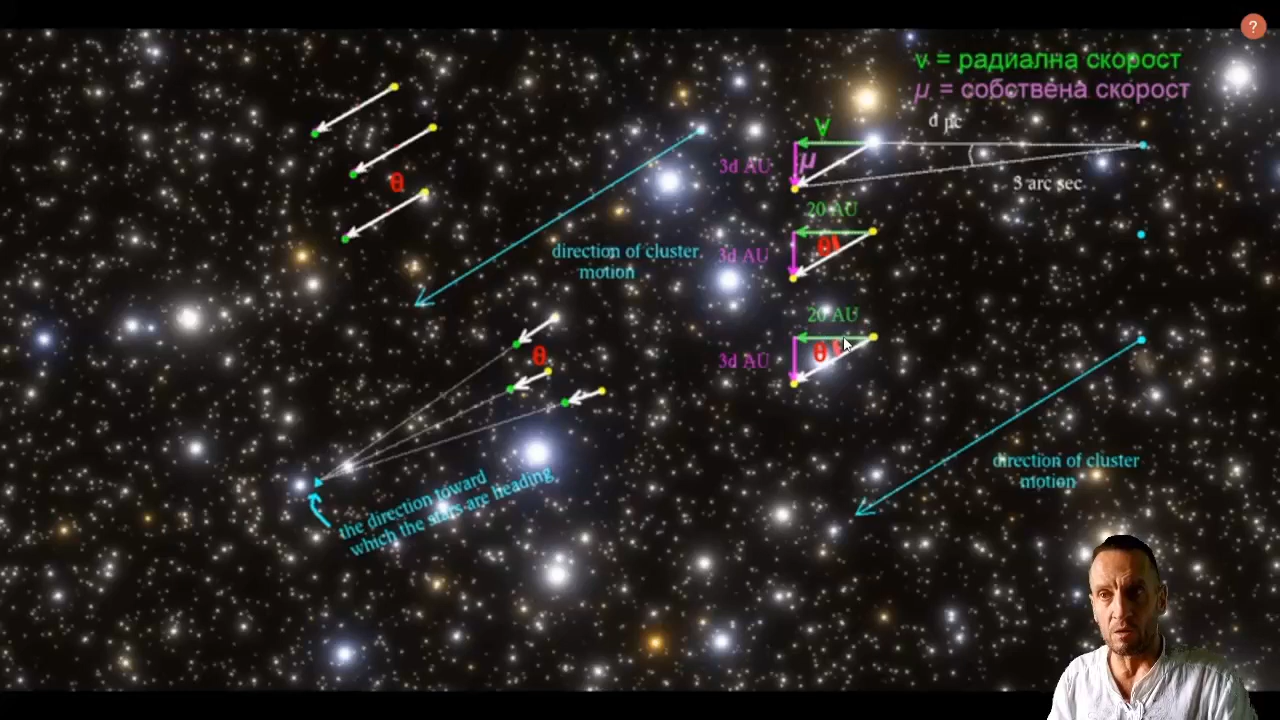 ?
v = радиална скорост
μ = собствена скорост
d pc
V
3d AU
μ
3 arc sec
θ
20 AU
3d AU
θ
direction of cluster
motion
20 AU
3d AU
θ
θ
direction of cluster
motion
the direction toward
which the stars are heading